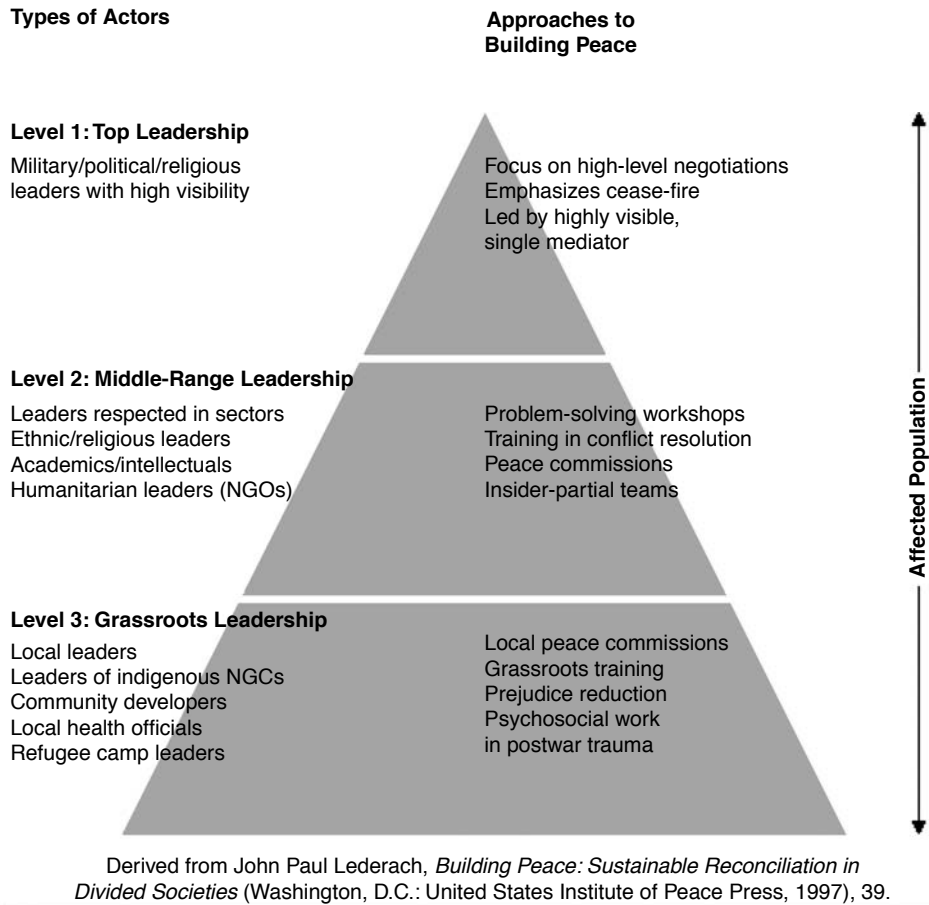 Types of Actors
Approaches to
Building Peace
Level 1: Top Leadership
Military/political/religious
leaders with high visibility
Focus on high-level negotiations
Emphasizes cease-fire
Led by highly visible,
single mediator
Level 2: Middle-Range Leadership
Leaders respected in sectors
Ethnic/religious leaders
Academics/intellectuals
Humanitarian leaders (NGOs)
Problem-solving workshops
Training in conflict resolution
Peace commissions
Insider-partial teams
Level 3: Grassroots Leadership
Local leaders
Leaders of indigenous NGCs
Community developers
Local health officials
Refugee camp leaders
Local peace commissions
Grassroots training
Prejudice reduction
Psychosocial work
in postwar trauma
Affected Population
Derived from John Paul Lederach, Building Peace: Sustainable Reconciliation in
Divided Societies (Washington, D.C.: United States Institute of Peace Press, 1997), 39.